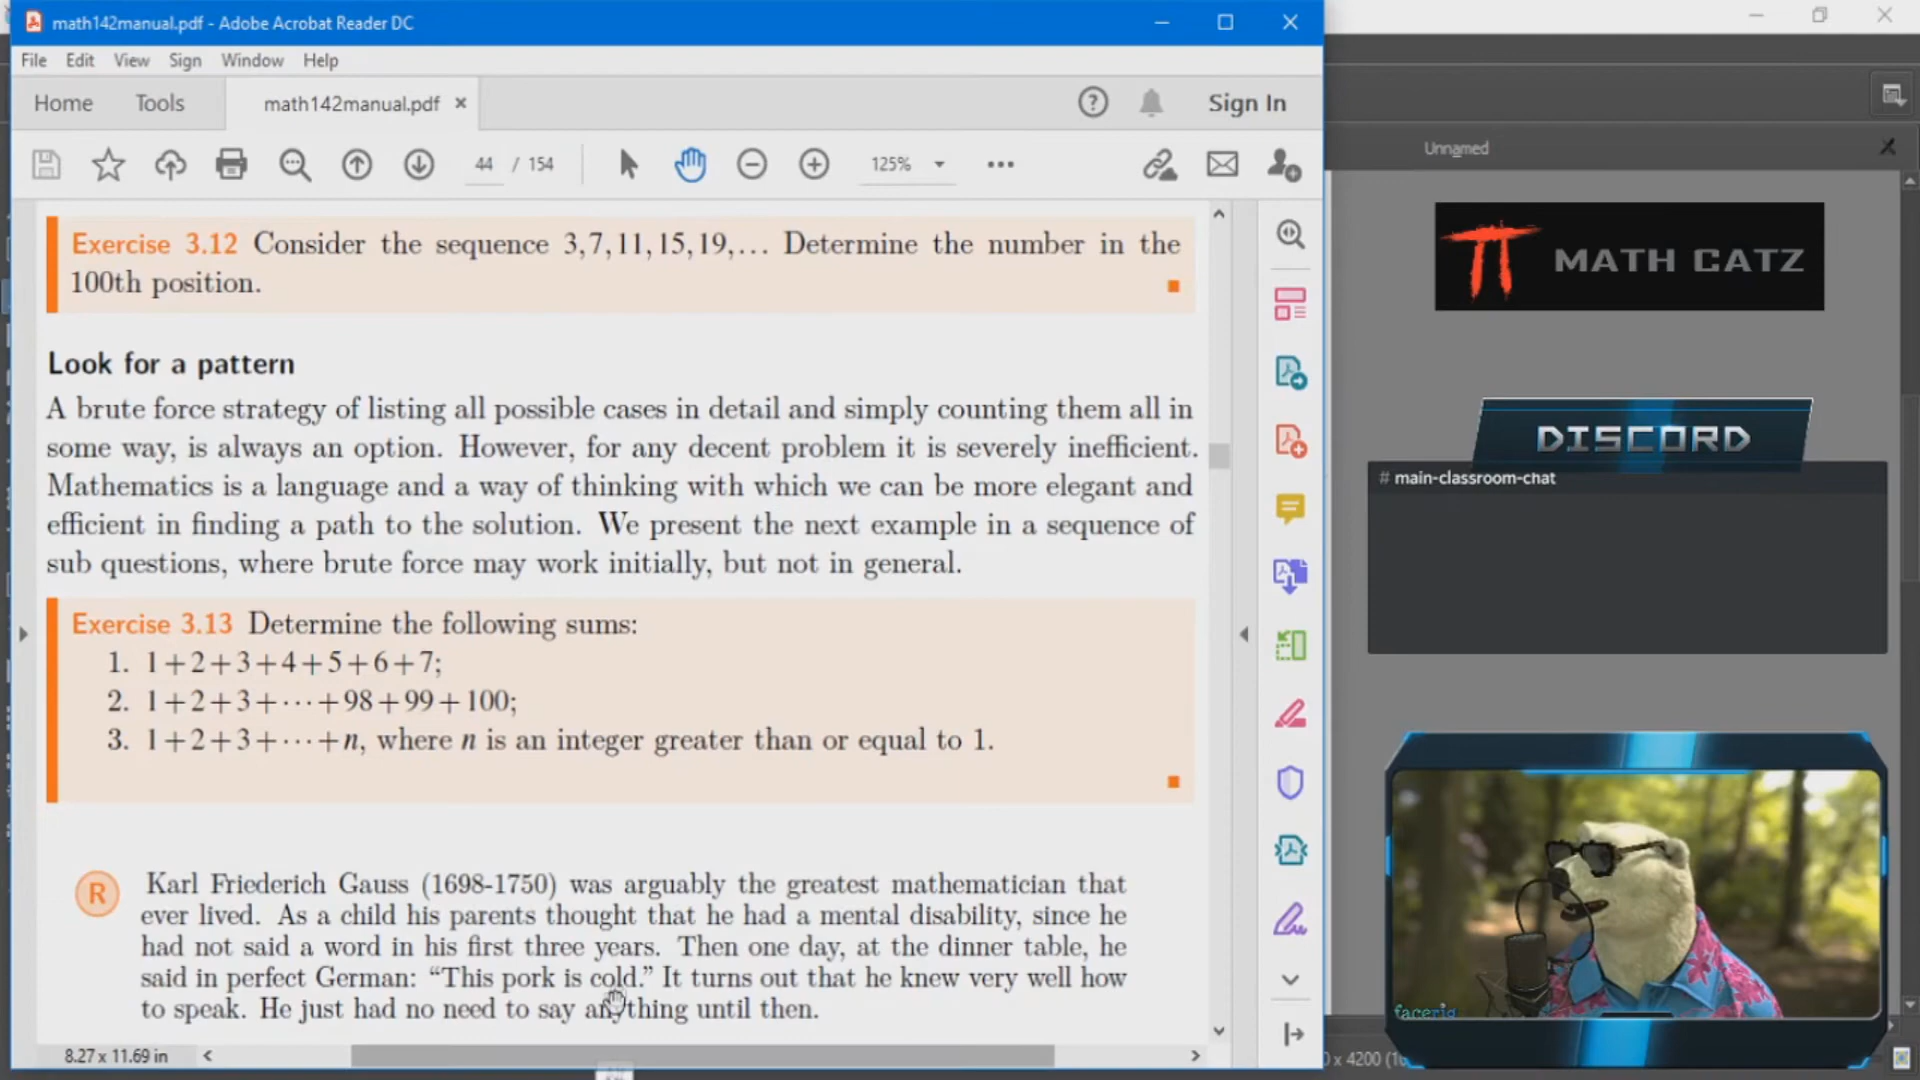 math142manual.pdf - Adobe Acrobat Reader DC
File Edit View Sign Window Help
Home Tools math142manual.pdf × Sign In
44 / 154 125%
Unnamed
Exercise 3.12 Consider the sequence 3,7,11,15,19,... Determine the number in the
100th position.
Look for a pattern
A brute force strategy of listing all possible cases in detail and simply counting them all in
some way, is always an option. However, for any decent problem it is severely inefficient.
Mathematics is a language and a way of thinking with which we can be more elegant and
efficient in finding a path to the solution. We present the next example in a sequence of
sub questions, where brute force may work initially, but not in general.
Exercise 3.13 Determine the following sums:
1. 1+2+3+4+5+6+7;
2. 1+2+3+···+98+99+100;
3. 1+2+3+···+n, where n is an integer greater than or equal to 1.
R
Karl Friederich Gauss (1698-1750) was arguably the greatest mathematician that
ever lived. As a child his parents thought that he had a mental disability, since he
had not said a word in his first three years. Then one day, at the dinner table, he
said in perfect German: “This pork is cold.” It turns out that he knew very well how
to speak. He just had no need to say anything until then.
8.27 x 11.69 in
π MATH CATZ
DISCORD
# main-classroom-chat
facerig
x 4200